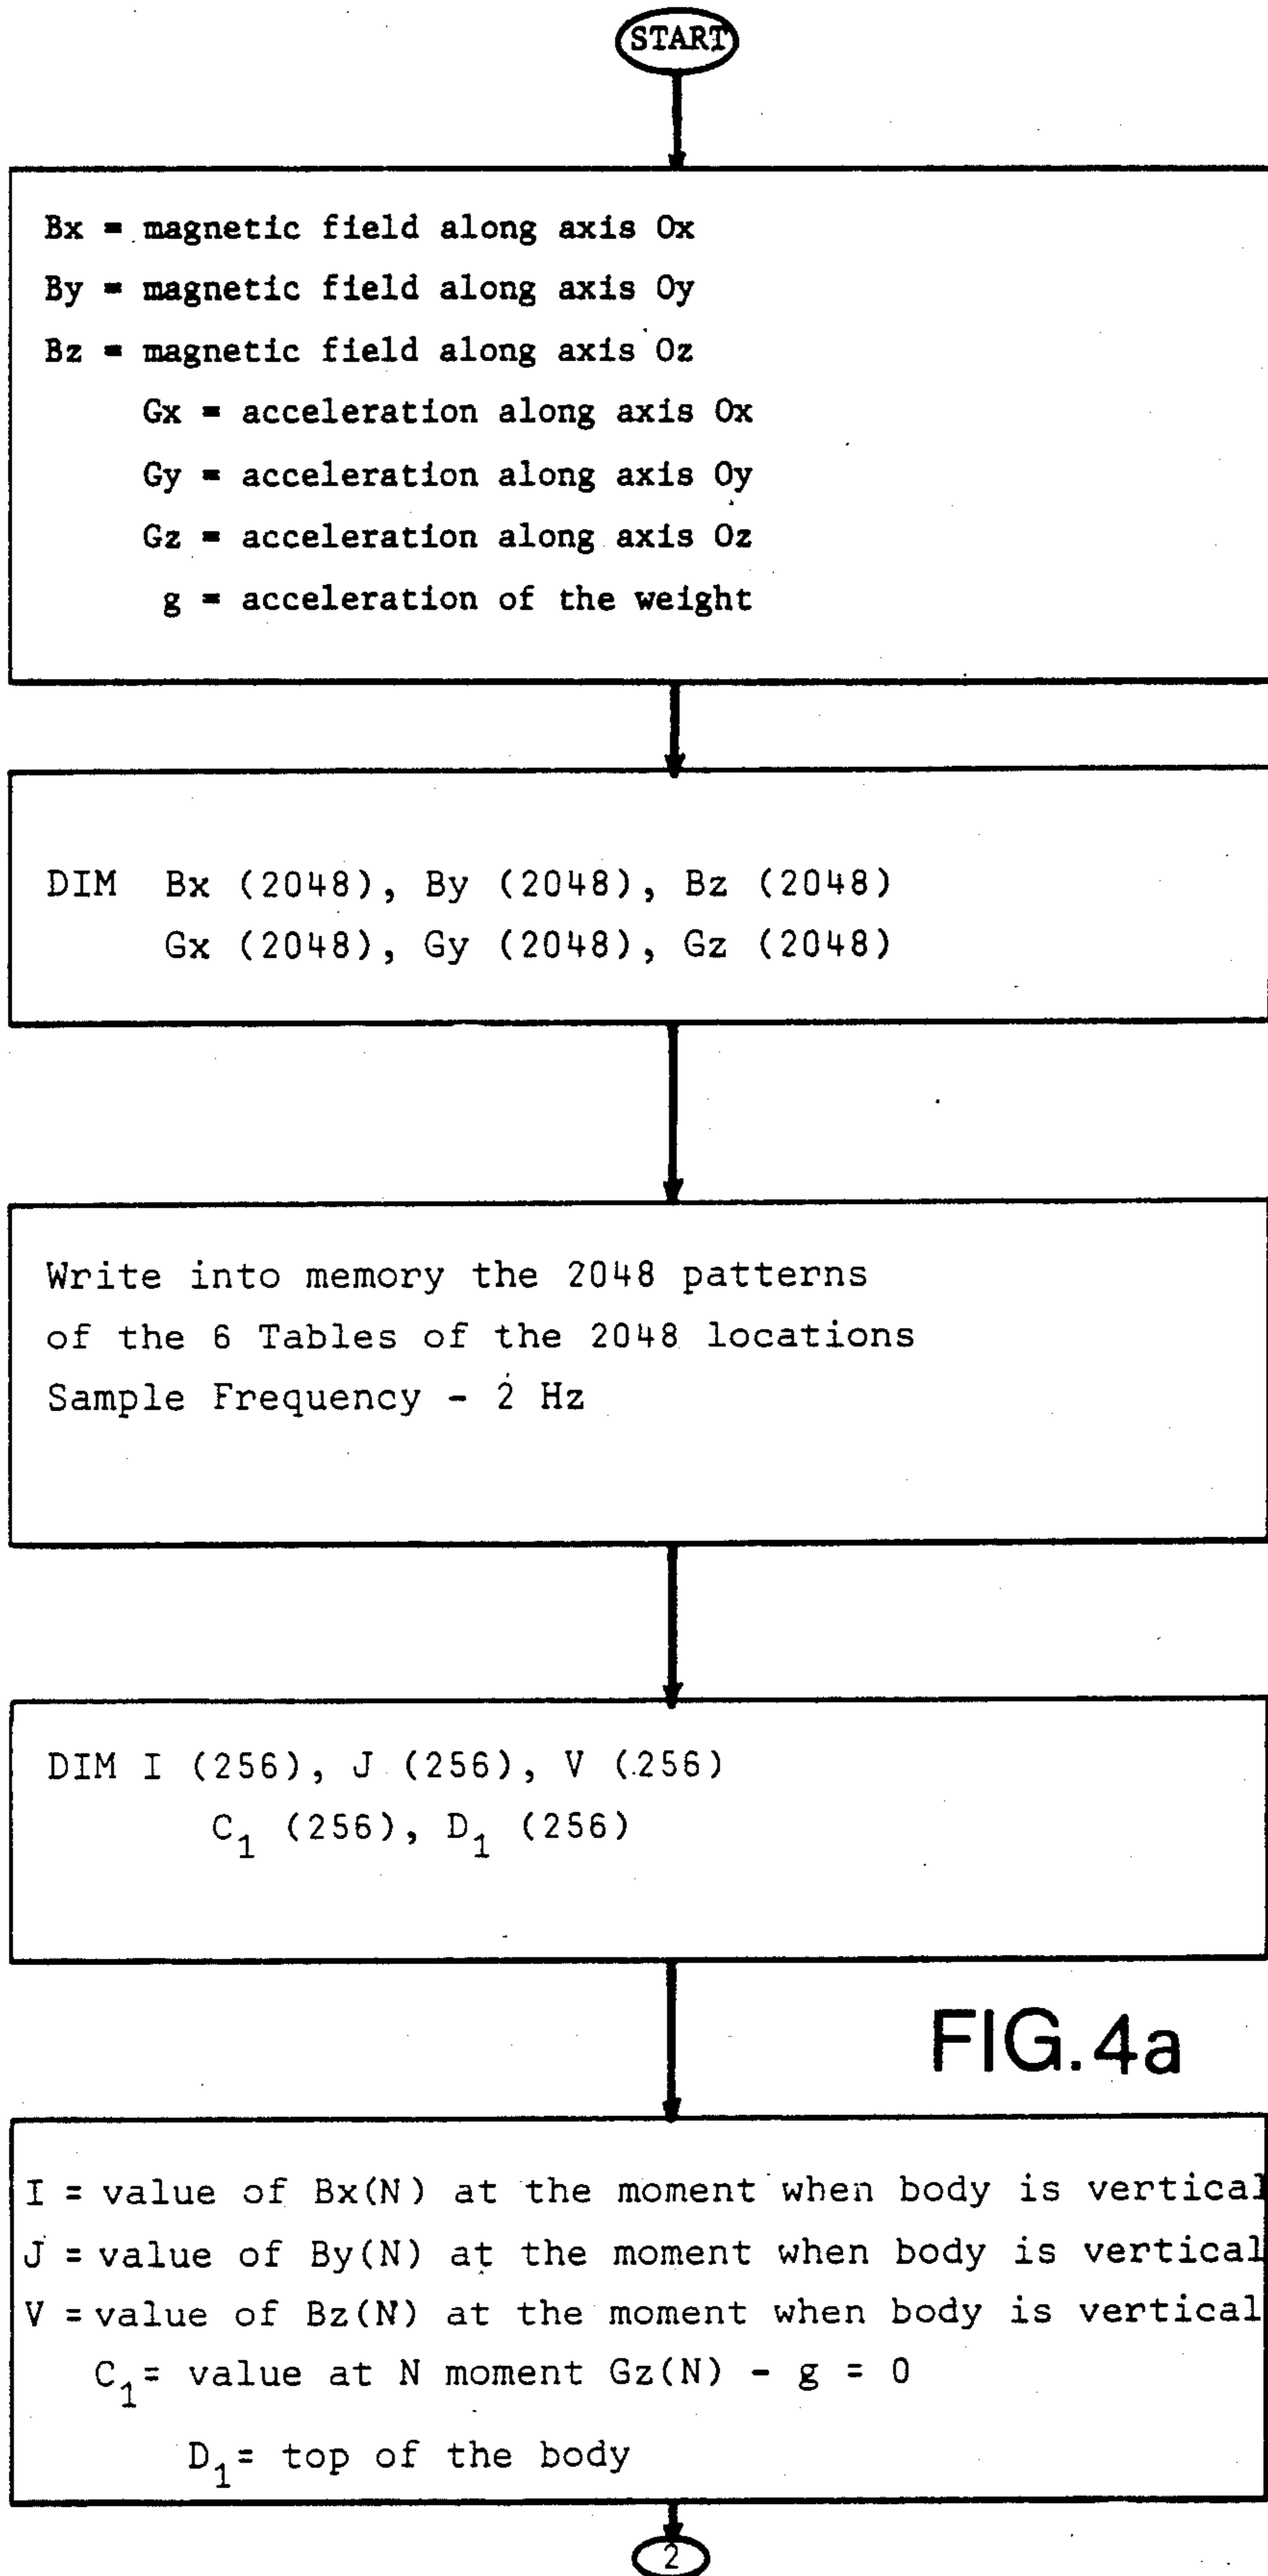 START
Bx = magnetic field along axis Ox
By = magnetic field along axis Oy
Bz = magnetic field along axis Oz
Gx = acceleration along axis Ox
Gy = acceleration along axis Oy
Gz = acceleration along axis Oz
g = acceleration of the weight
DIM Bx (2048), By (2048), Bz (2048)
Gx (2048), Gy (2048), Gz (2048)
Write into memory the 2048 patterns
of the 6 Tables of the 2048 locations
Sample Frequency - 2 Hz
DIM I (256), J (256), V (256)
C₁ (256), D₁ (256)
FIG.4a
I = value of Bx(N) at the moment when body is vertical
J = value of By(N) at the moment when body is vertical
V = value of Bz(N) at the moment when body is vertical
C₁= value at N moment Gz(N) - g = 0
D₁= top of the body
2